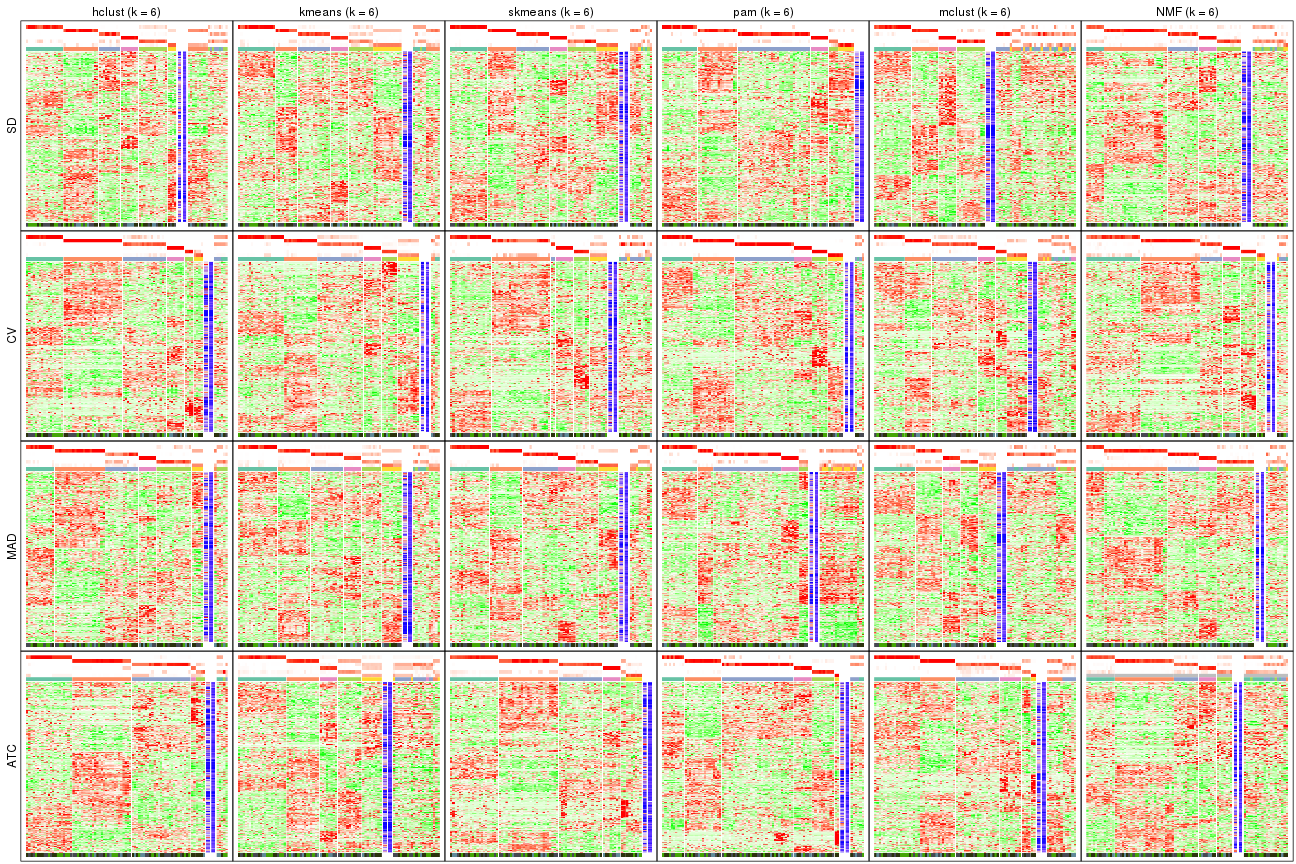 hclust (k = 6)
kmeans (k = 6)
skmeans (k = 6)
pam (k = 6)
mclust (k = 6)
NMF (k = 6)
SD
CV
MAD
ATC